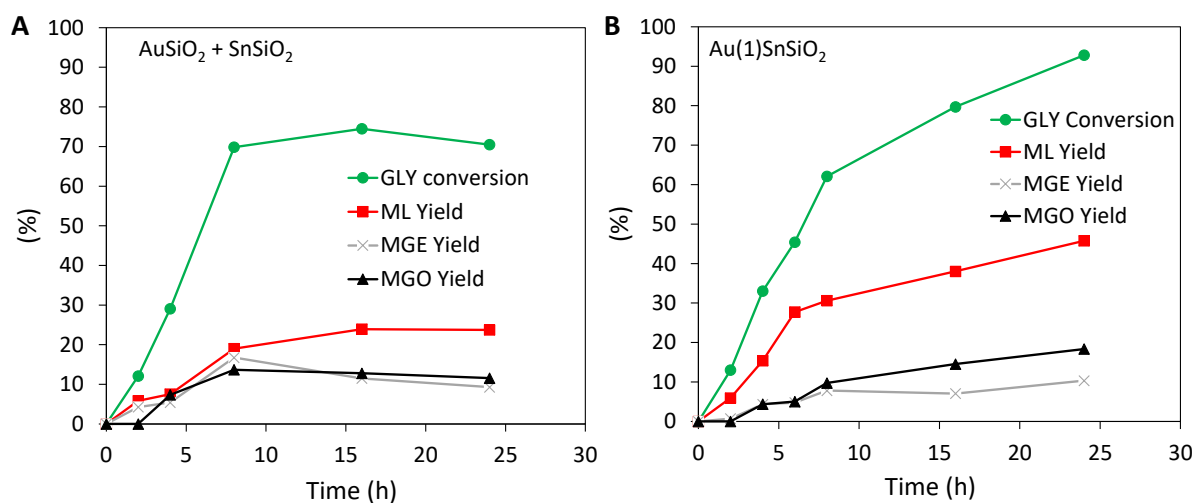 A
AuSiO₂ + SnSiO₂
100
90
80
70
60
50
40
30
20
10
0
(%)
GLY conversion
ML Yield
MGE Yield
MGO Yield
0 5 10 15 20 25 30
Time (h)
B
Au(1)SnSiO₂
100
90
80
70
60
50
40
30
20
10
0
(%)
GLY Conversion
ML Yield
MGE Yield
MGO Yield
0 5 10 15 20 25 30
Time (h)